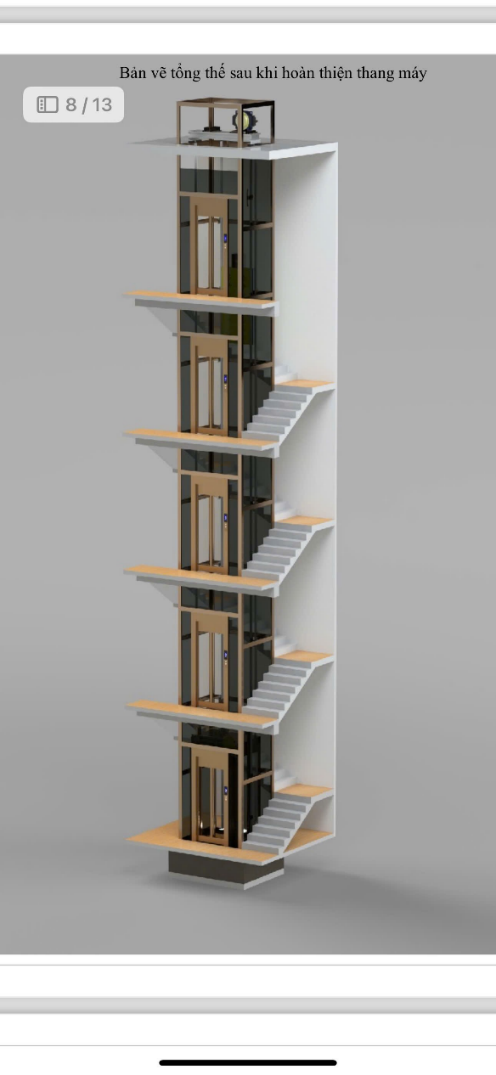 Bản vẽ tổng thể sau khi hoàn thiện thang máy
8 / 13